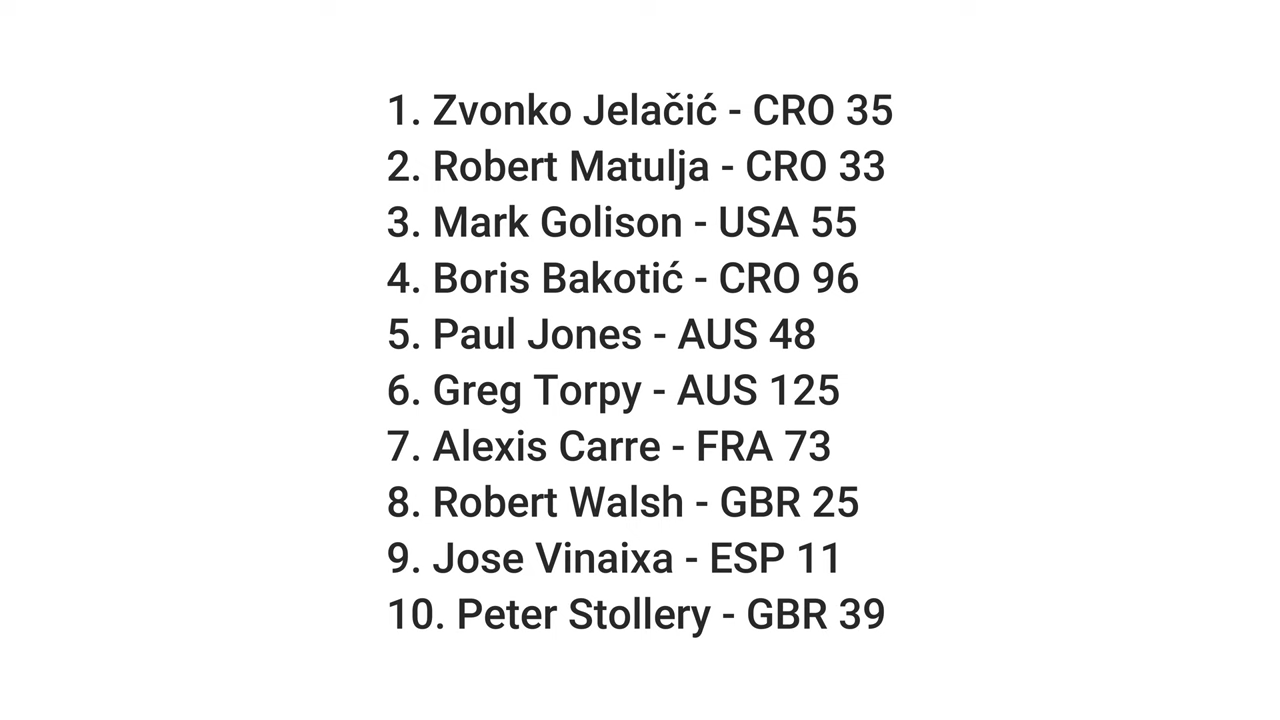 1. Zvonko Jelačić - CRO 35
2. Robert Matulja - CRO 33
3. Mark Golison - USA 55
4. Boris Bakotić - CRO 96
5. Paul Jones - AUS 48
6. Greg Torpy - AUS 125
7. Alexis Carre - FRA 73
8. Robert Walsh - GBR 25
9. Jose Vinaixa - ESP 11
10. Peter Stollery - GBR 39